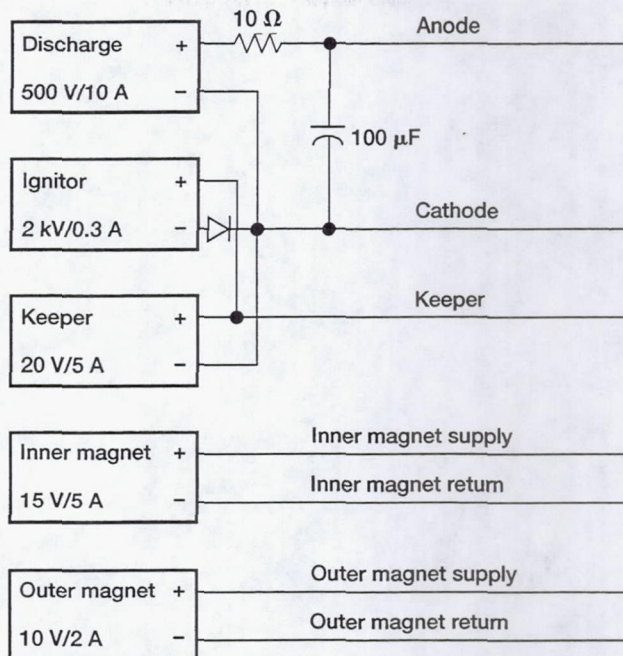 10 Ω
Anode
Discharge +
500 V/10 A −
100 μF
Ignitor +
2 kV/0.3 A −
Cathode
Keeper +
20 V/5 A −
Keeper
Inner magnet +
15 V/5 A −
Inner magnet supply
Inner magnet return
Outer magnet +
10 V/2 A −
Outer magnet supply
Outer magnet return